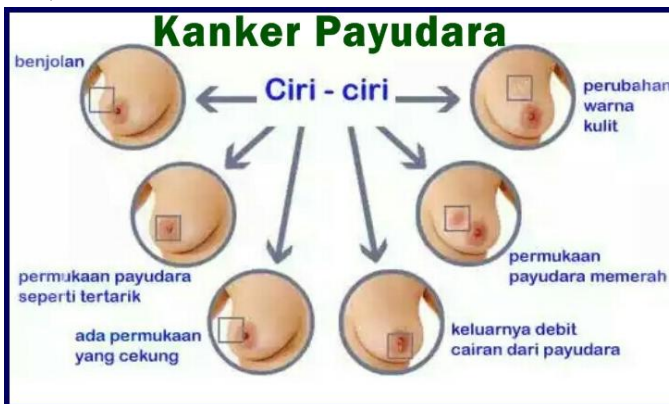 Kanker Payudara
benjolan
Ciri - ciri
perubahan
warna
kulit
permukaan payudara
seperti tertarik
permukaan
payudara memerah
ada permukaan
yang cekung
keluarnya debit
cairan dari payudara